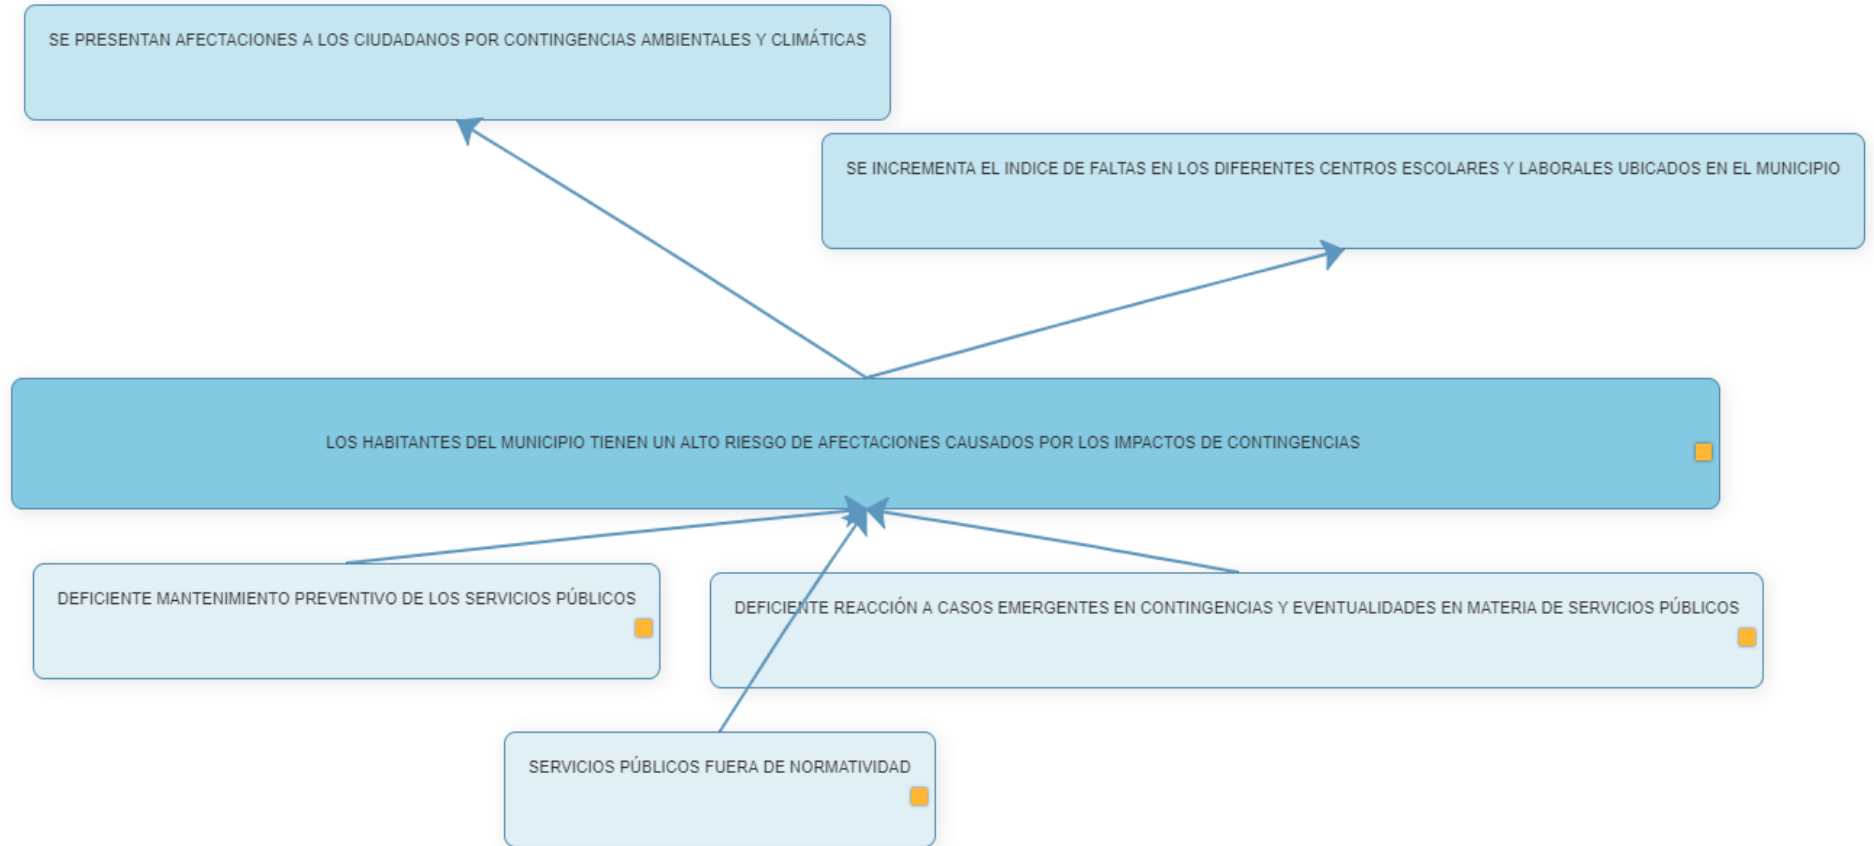 SE PRESENTAN AFECTACIONES A LOS CIUDADANOS POR CONTINGENCIAS AMBIENTALES Y CLIMÁTICAS
SE INCREMENTA EL INDICE DE FALTAS EN LOS DIFERENTES CENTROS ESCOLARES Y LABORALES UBICADOS EN EL MUNICIPIO
LOS HABITANTES DEL MUNICIPIO TIENEN UN ALTO RIESGO DE AFECTACIONES CAUSADOS POR LOS IMPACTOS DE CONTINGENCIAS
DEFICIENTE MANTENIMIENTO PREVENTIVO DE LOS SERVICIOS PÚBLICOS
DEFICIENTE REACCIÓN A CASOS EMERGENTES EN CONTINGENCIAS Y EVENTUALIDADES EN MATERIA DE SERVICIOS PÚBLICOS
SERVICIOS PÚBLICOS FUERA DE NORMATIVIDAD